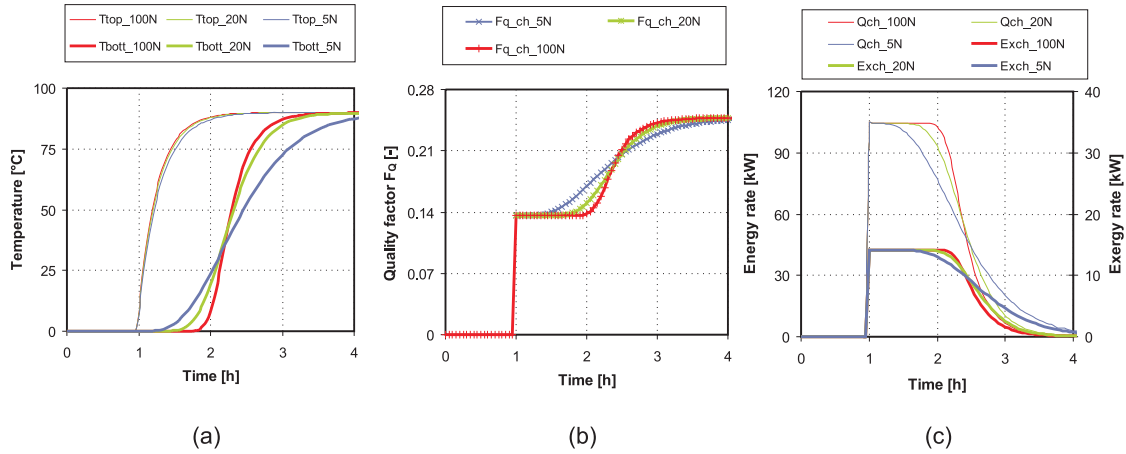 Ttop_100N Ttop_20N Ttop_5N
Tbott_100N Tbott_20N Tbott_5N
100
75
50
25
0
Temperature [°C]
0 1 2 3 4
Time [h]
(a)
Fq_ch_5N Fq_ch_20N
Fq_ch_100N
0.28
0.21
0.14
0.07
0
Quality factor FQ [-]
0 1 2 3 4
Time [h]
(b)
Qch_100N Qch_20N
Qch_5N Exch_100N
Exch_20N Exch_5N
120
90
60
30
0
Energy rate [kW]
40
30
20
10
0
Exergy rate [kW]
0 1 2 3 4
Time [h]
(c)